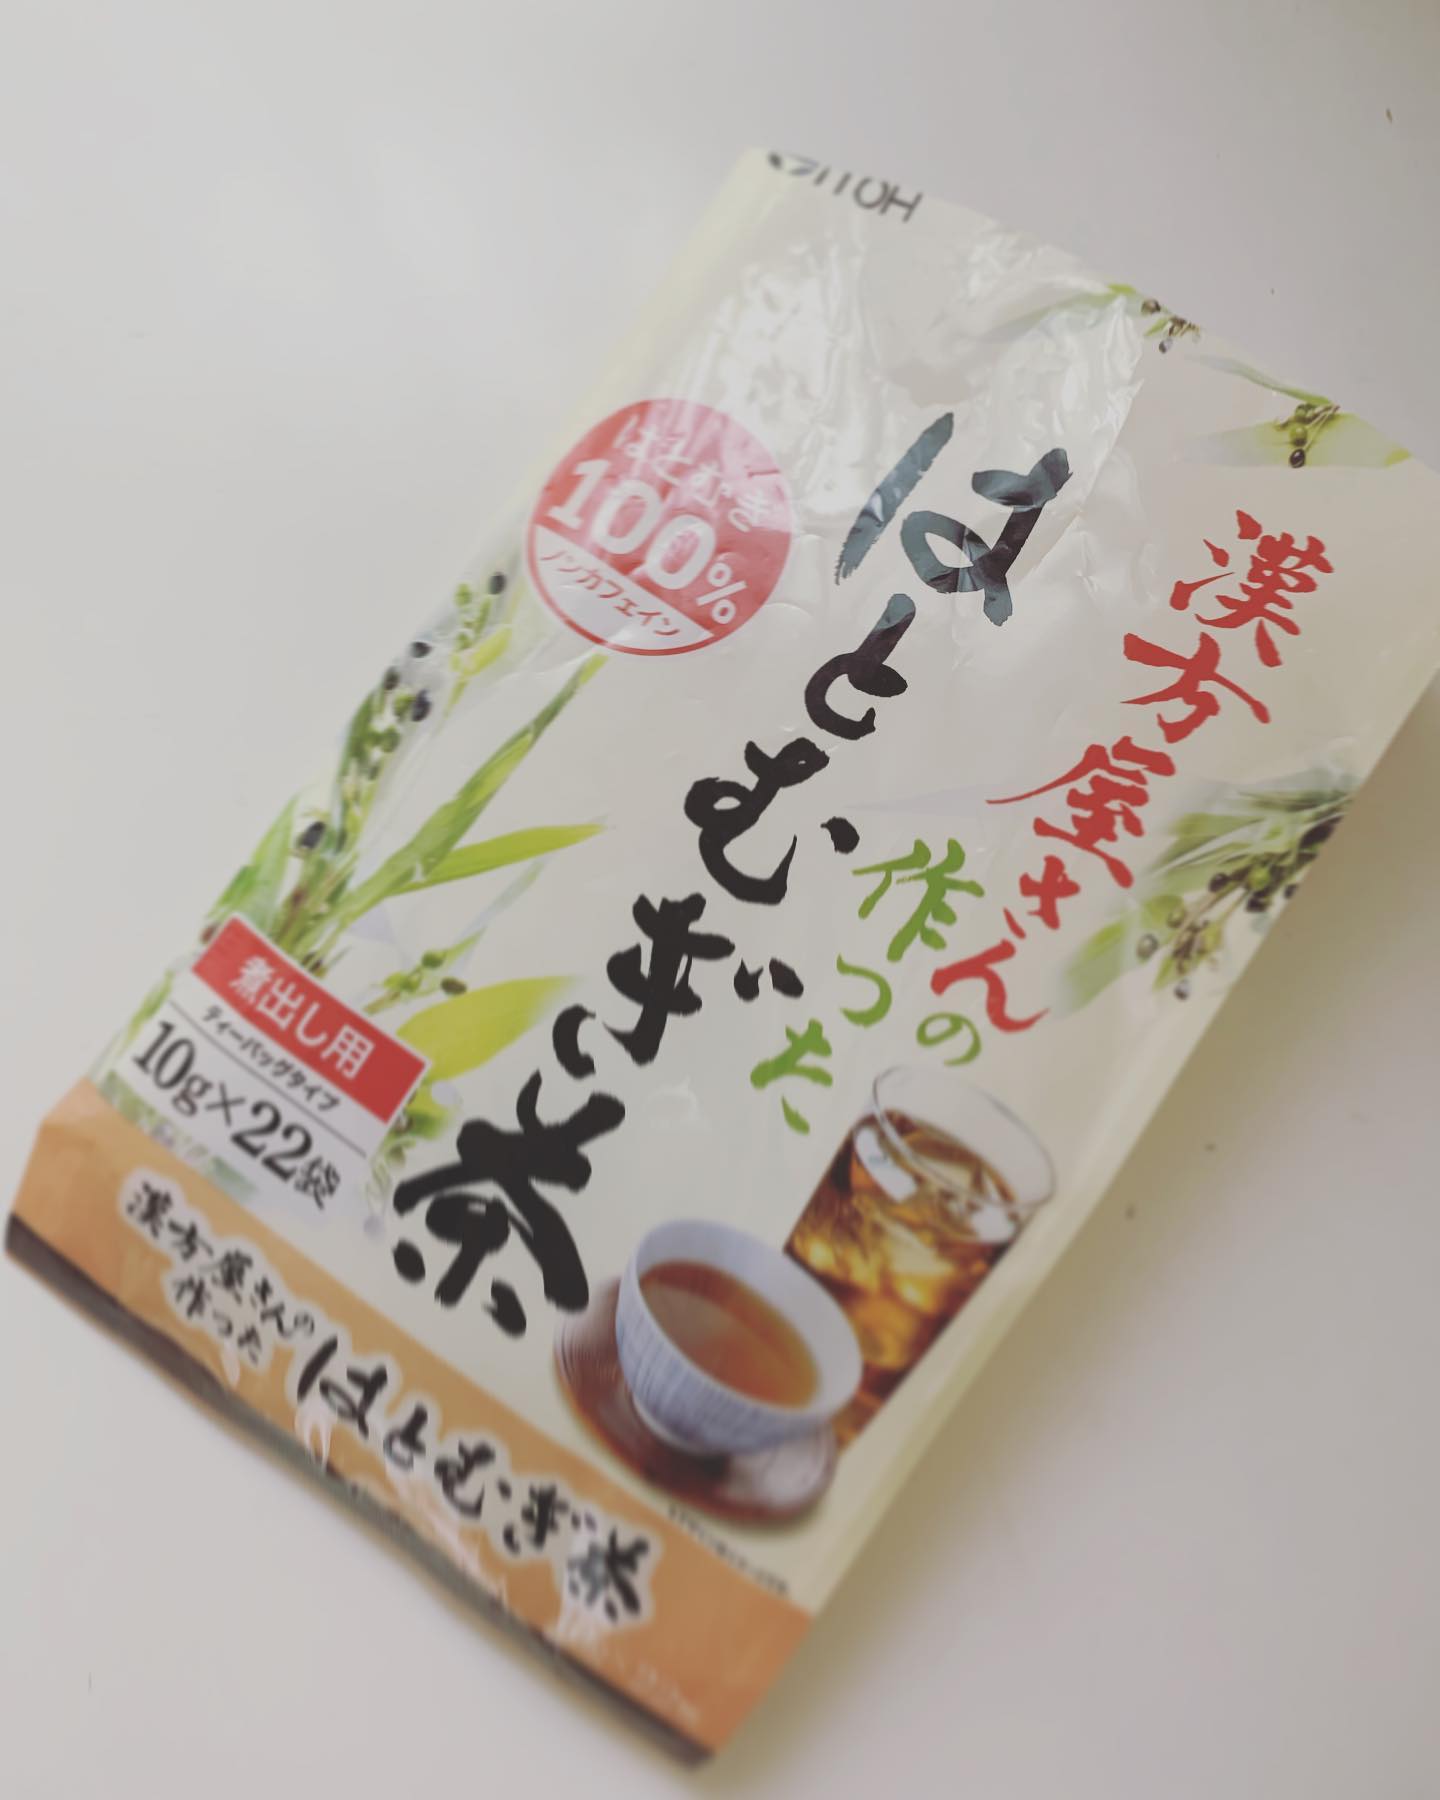 ITOH
漢方屋さんの
作った
はとむぎ茶
はとむぎ
100%
ノンカフェイン
煮出し用
ティーバッグタイプ
10g×22袋
漢方屋さんの
作った
はとむぎ茶